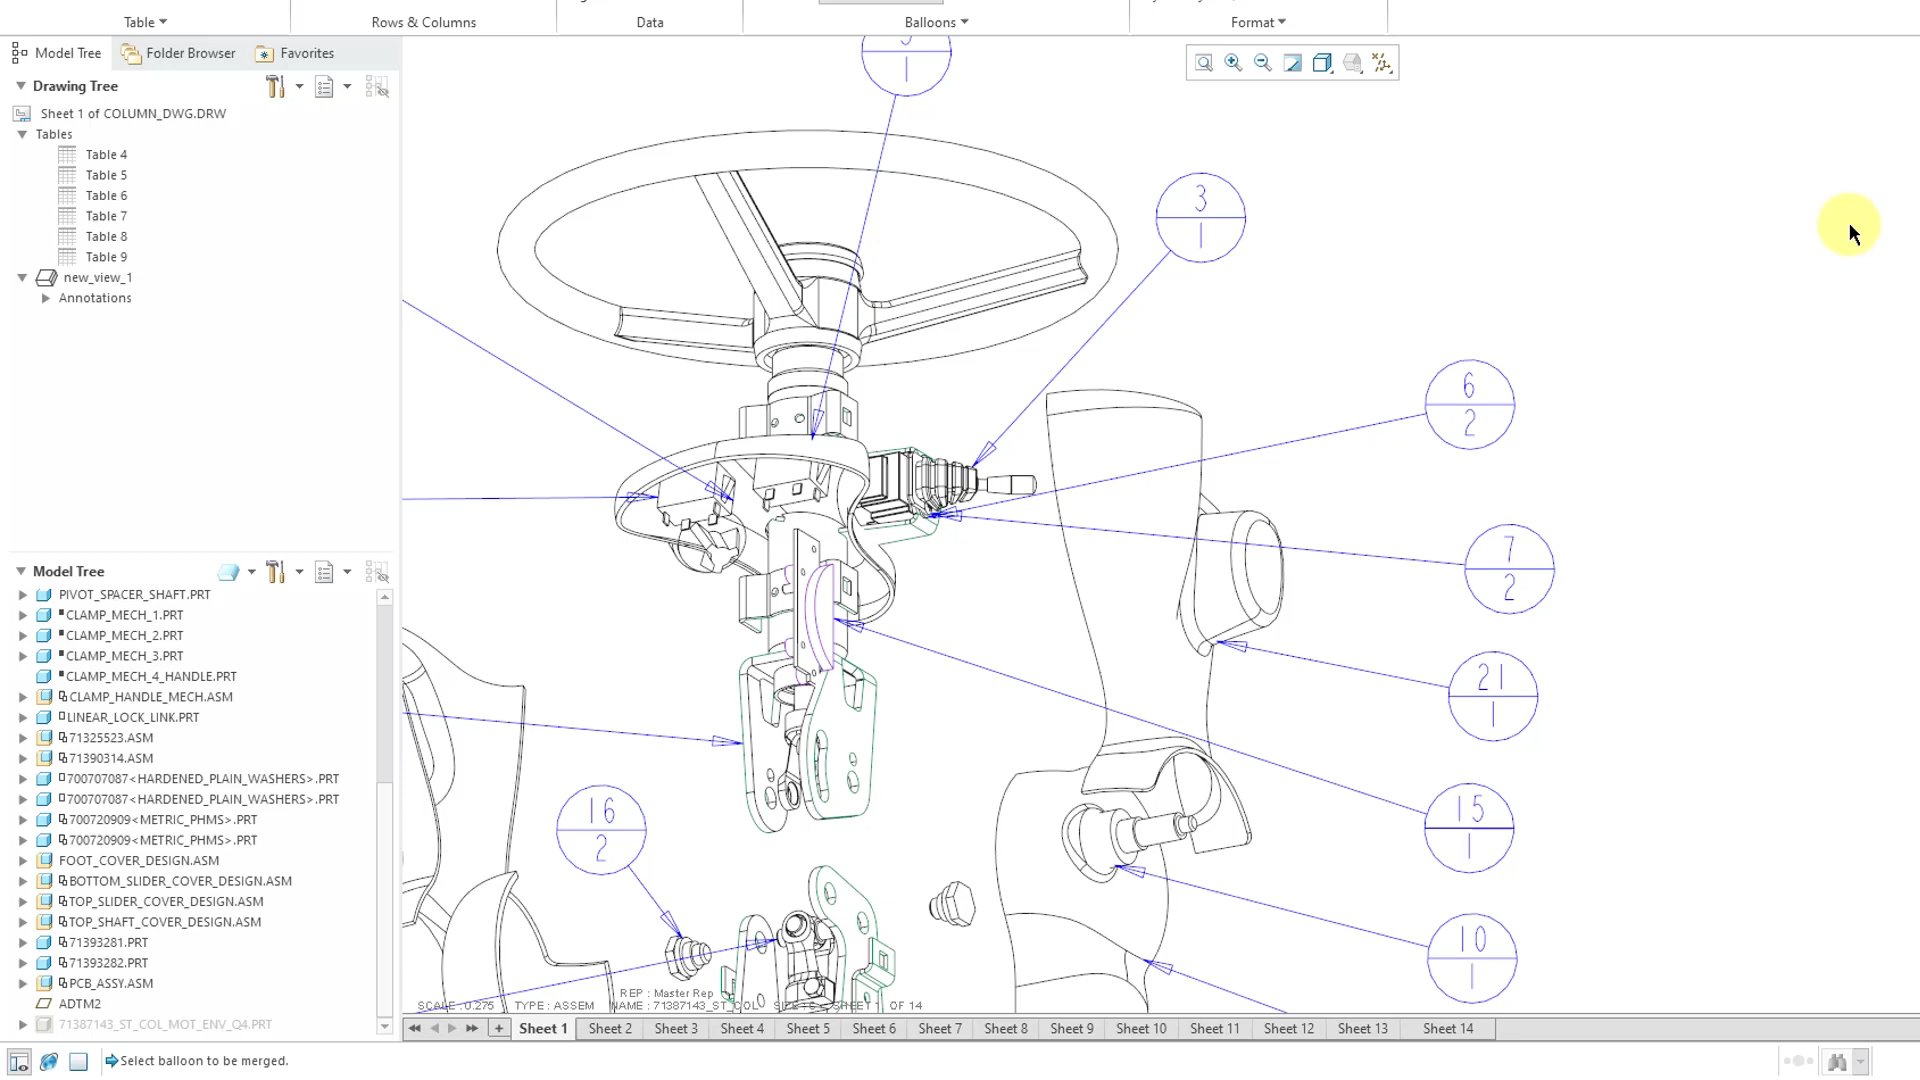 Table
Rows & Columns
Data
Balloons
Format
Model Tree
Folder Browser
Favorites
Drawing Tree
Sheet 1 of COLUMN_DWG.DRW
Tables
Table 4
Table 5
Table 6
Table 7
Table 8
Table 9
new_view_1
Annotations
Model Tree
PIVOT_SPACER_SHAFT.PRT
CLAMP_MECH_1.PRT
CLAMP_MECH_2.PRT
CLAMP_MECH_3.PRT
CLAMP_MECH_4_HANDLE.PRT
CLAMP_HANDLE_MECH.ASM
LINEAR_LOCK_LINK.PRT
71325523.ASM
71390314.ASM
700707087<HARDENED_PLAIN_WASHERS>.PRT
700707087<HARDENED_PLAIN_WASHERS>.PRT
700720909<METRIC_PHMS>.PRT
700720909<METRIC_PHMS>.PRT
FOOT_COVER_DESIGN.ASM
BOTTOM_SLIDER_COVER_DESIGN.ASM
TOP_SLIDER_COVER_DESIGN.ASM
TOP_SHAFT_COVER_DESIGN.ASM
71393281.PRT
71393282.PRT
PCB_ASSY.ASM
ADTM2
71387143_ST_COL_MOT_ENV_Q4.PRT
1
3
1
6
2
7
2
21
1
15
1
16
2
10
1
REP : Master Rep
SCALE : 0.275 TYPE : ASSEM NAME : 71387143_ST_COL SHEET 1 OF 14
Sheet 1
Sheet 2
Sheet 3
Sheet 4
Sheet 5
Sheet 6
Sheet 7
Sheet 8
Sheet 9
Sheet 10
Sheet 11
Sheet 12
Sheet 13
Sheet 14
Select balloon to be merged.